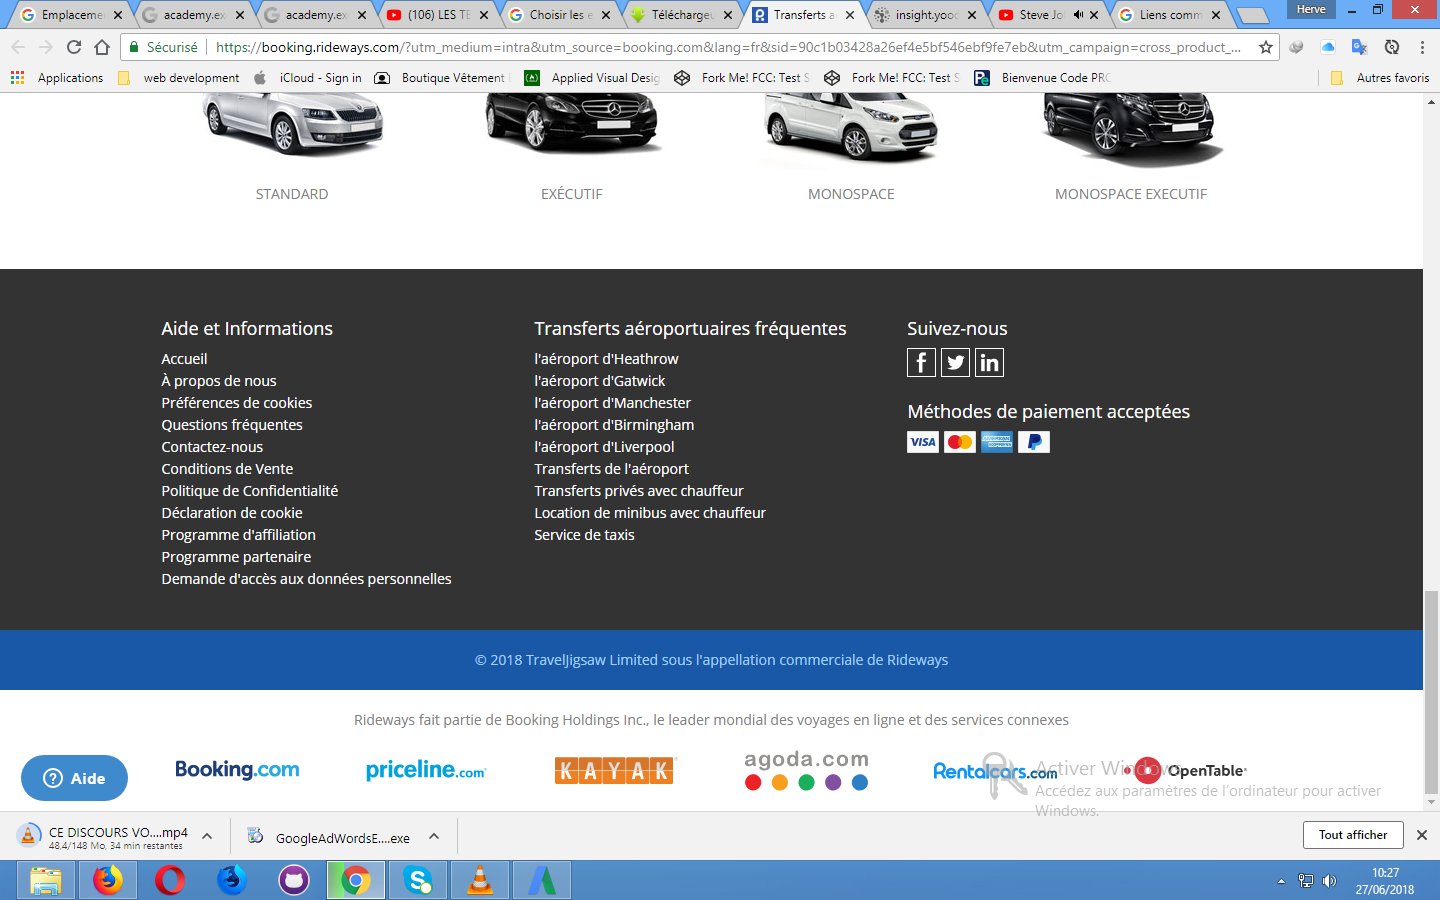 Emplaceme
academy.ex
academy.ex
(106) LES TE
Choisir les e
Télécharge
Transferts a
insight.yooc
Steve Jo
Liens comm
Herve
Sécurisé
https://booking.rideways.com/?utm_medium=intra&utm_source=booking.com&lang=fr&sid=90c1b03428a26ef4e5bf546ebf9fe7eb&utm_campaign=cross_product_...
Applications
web development
iCloud - Sign in
Boutique Vêtement
Applied Visual Desig
Fork Me! FCC: Test S
Fork Me! FCC: Test S
Bienvenue Code PRO
Autres favoris
STANDARD
EXÉCUTIF
MONOSPACE
MONOSPACE EXECUTIF
Aide et Informations
Accueil
À propos de nous
Préférences de cookies
Questions fréquentes
Contactez-nous
Conditions de Vente
Politique de Confidentialité
Déclaration de cookie
Programme d'affiliation
Programme partenaire
Demande d'accès aux données personnelles
Transferts aéroportuaires fréquentes
l'aéroport d'Heathrow
l'aéroport d'Gatwick
l'aéroport d'Manchester
l'aéroport d'Birmingham
l'aéroport d'Liverpool
Transferts de l'aéroport
Transferts privés avec chauffeur
Location de minibus avec chauffeur
Service de taxis
Suivez-nous
Méthodes de paiement acceptées
VISA
AMERICAN EXPRESS
© 2018 TravelJigsaw Limited sous l'appellation commerciale de Rideways
Rideways fait partie de Booking Holdings Inc., le leader mondial des voyages en ligne et des services connexes
Aide
Booking.com
priceline.com
KAYAK
agoda.com
Rentalcars.com
OpenTable
Activer Windows
Accédez aux paramètres de l'ordinateur pour activer
Windows.
CE DISCOURS VO....mp4
48,4/148 Mo, 34 min restantes
GoogleAdWordsE....exe
Tout afficher
10:27
27/06/2018